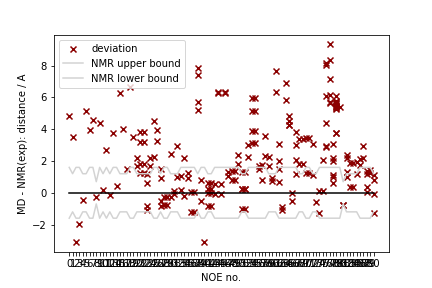 deviation
NMR upper bound
NMR lower bound
MD - NMR(exp): distance / A
8
6
4
2
0
−2
NOE no.